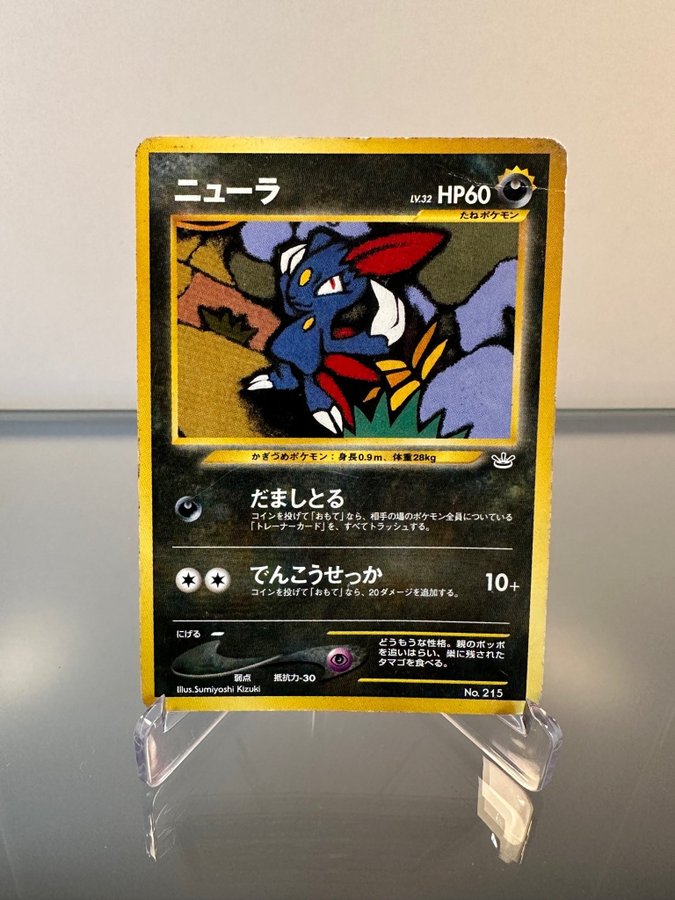 ニューラ
LV.32 HP60
たねポケモン
かぎづめポケモン：身長0.9m、体重28kg
だましとる
コインを投げて「おもて」なら、相手の場のポケモン全員についている
「トレーナーカード」を、すべてトラッシュする。
でんこうせっか 10+
コインを投げて「おもて」なら、20ダメージを追加する。
にげる
弱点 抵抗力-30
どうもうな性格。親のポッポ
を追いはらい、巣に残された
タマゴを食べる。
Illus.Sumiyoshi Kizuki
No. 215